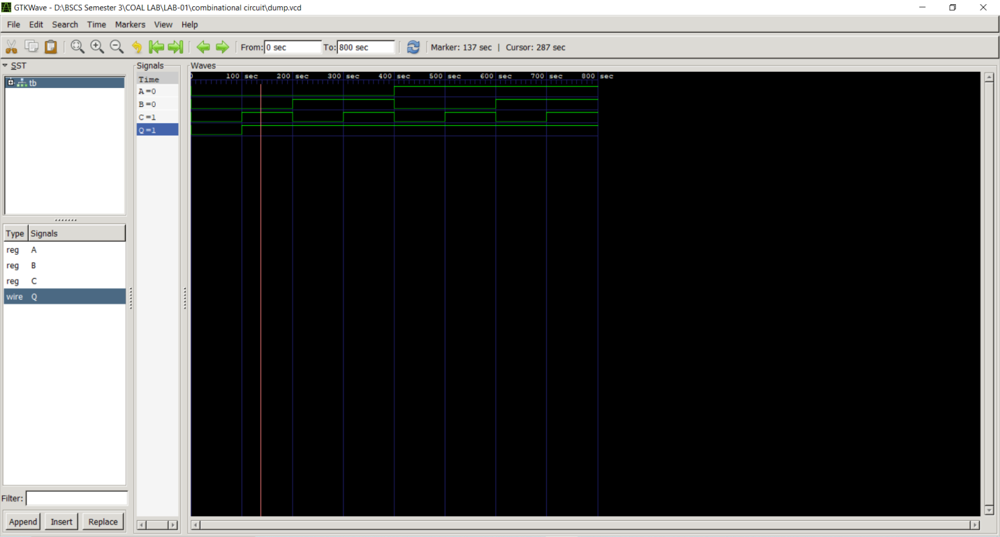 GTKWave - D:\BSCS Semester 3\COAL LAB\LAB-01\combinational circuit\dump.vcd
File Edit Search Time Markers View Help
From: 0 sec To: 800 sec Marker: 137 sec | Cursor: 287 sec
SST
tb
Type Signals
reg A
reg B
reg C
wire Q
Filter:
Append Insert Replace
Signals
Time
A=0
B=0
C=1
Q=1
Waves
0 100 sec 200 sec 300 sec 400 sec 500 sec 600 sec 700 sec 800 sec